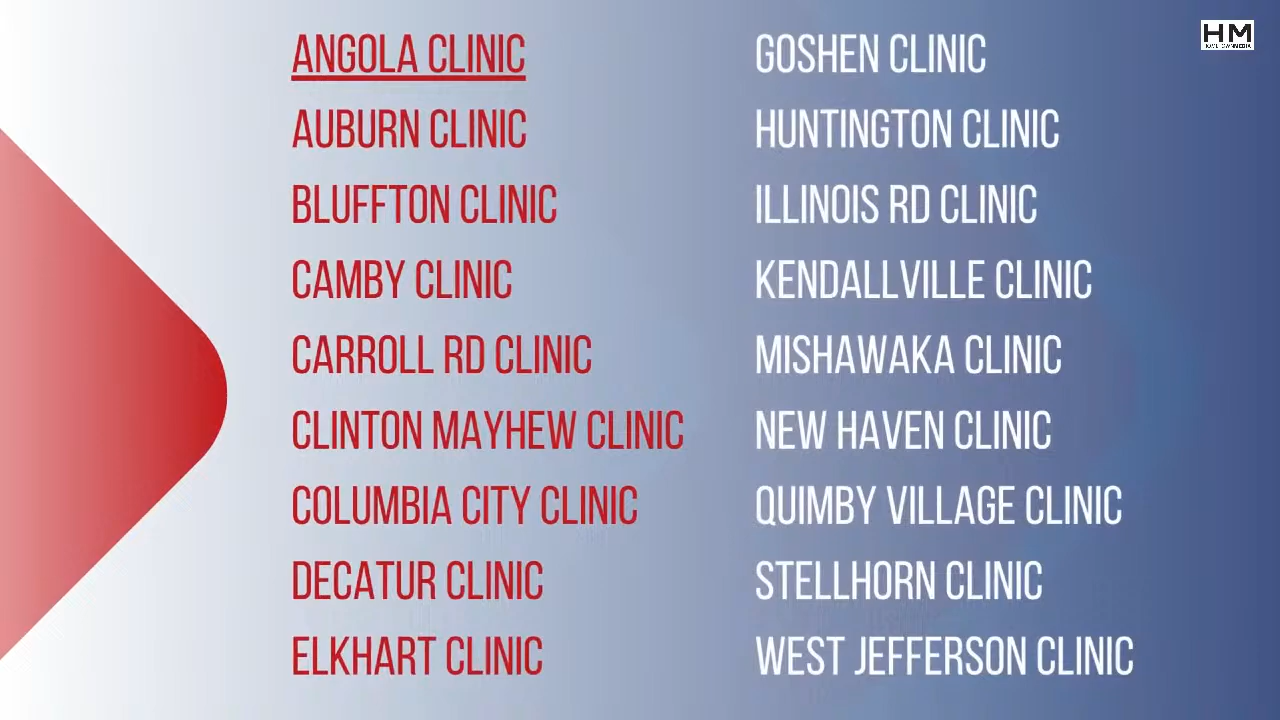 ANGOLA CLINIC
AUBURN CLINIC
BLUFFTON CLINIC
CAMBY CLINIC
CARROLL RD CLINIC
CLINTON MAYHEW CLINIC
COLUMBIA CITY CLINIC
DECATUR CLINIC
ELKHART CLINIC
GOSHEN CLINIC
HUNTINGTON CLINIC
ILLINOIS RD CLINIC
KENDALLVILLE CLINIC
MISHAWAKA CLINIC
NEW HAVEN CLINIC
QUIMBY VILLAGE CLINIC
STELLHORN CLINIC
WEST JEFFERSON CLINIC
HM